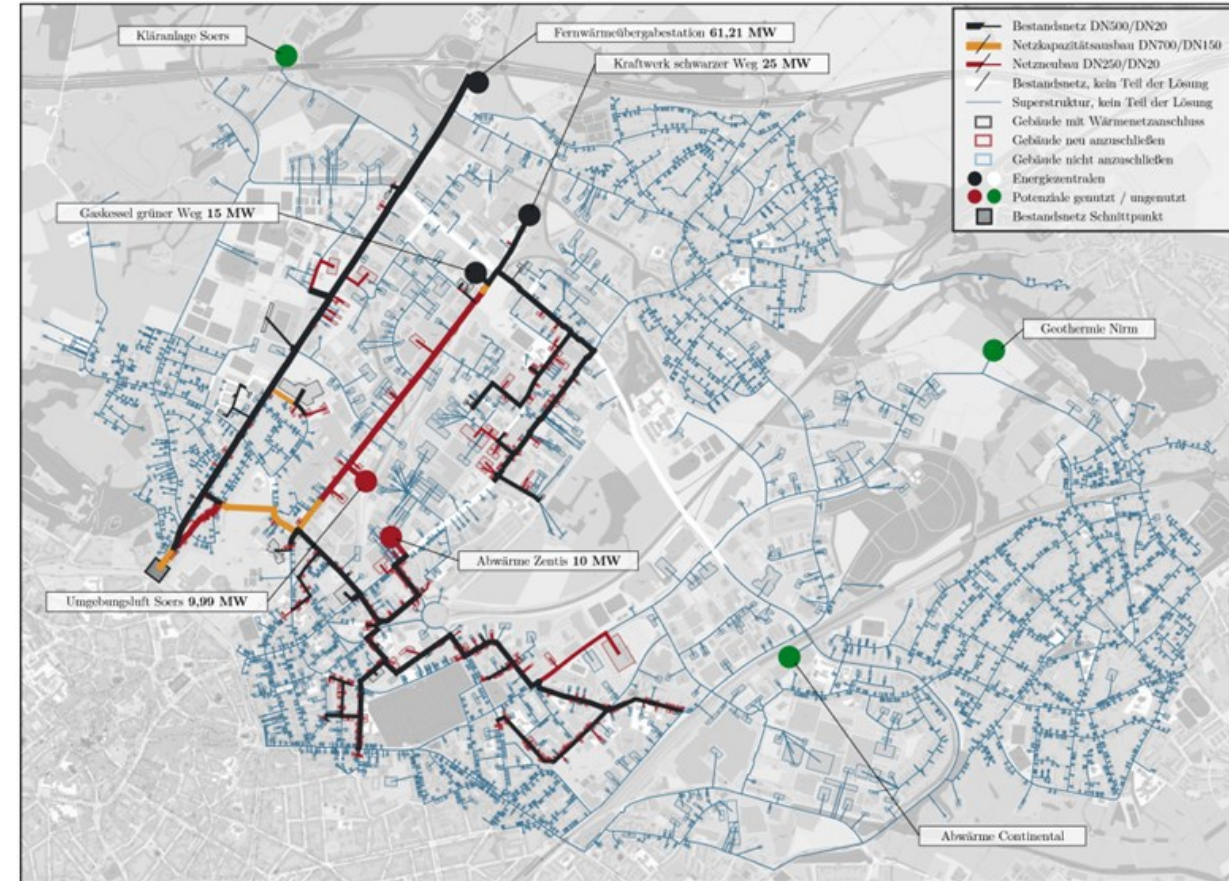 Kläranlage Soers
Fernwärmeübergabestation 61,21 MW
Kraftwerk schwarzer Weg 25 MW
Gaskessel grüner Weg 15 MW
Bestandsnetz DN500/DN20
Netzkapazitätsausbau DN700/DN150
Netzneubau DN250/DN20
Bestandsnetz, kein Teil der Lösung
Superstruktur, kein Teil der Lösung
Gebäude mit Wärmenetzanschluss
Gebäude neu anzuschließen
Gebäude nicht anzuschließen
Energiezentralen
Potenziale genutzt / ungenutzt
Bestandsnetz Schnittpunkt
Geothermie Nirm
Abwärme Zentis 10 MW
Umgebungsluft Soers 9,99 MW
Abwärme Continental